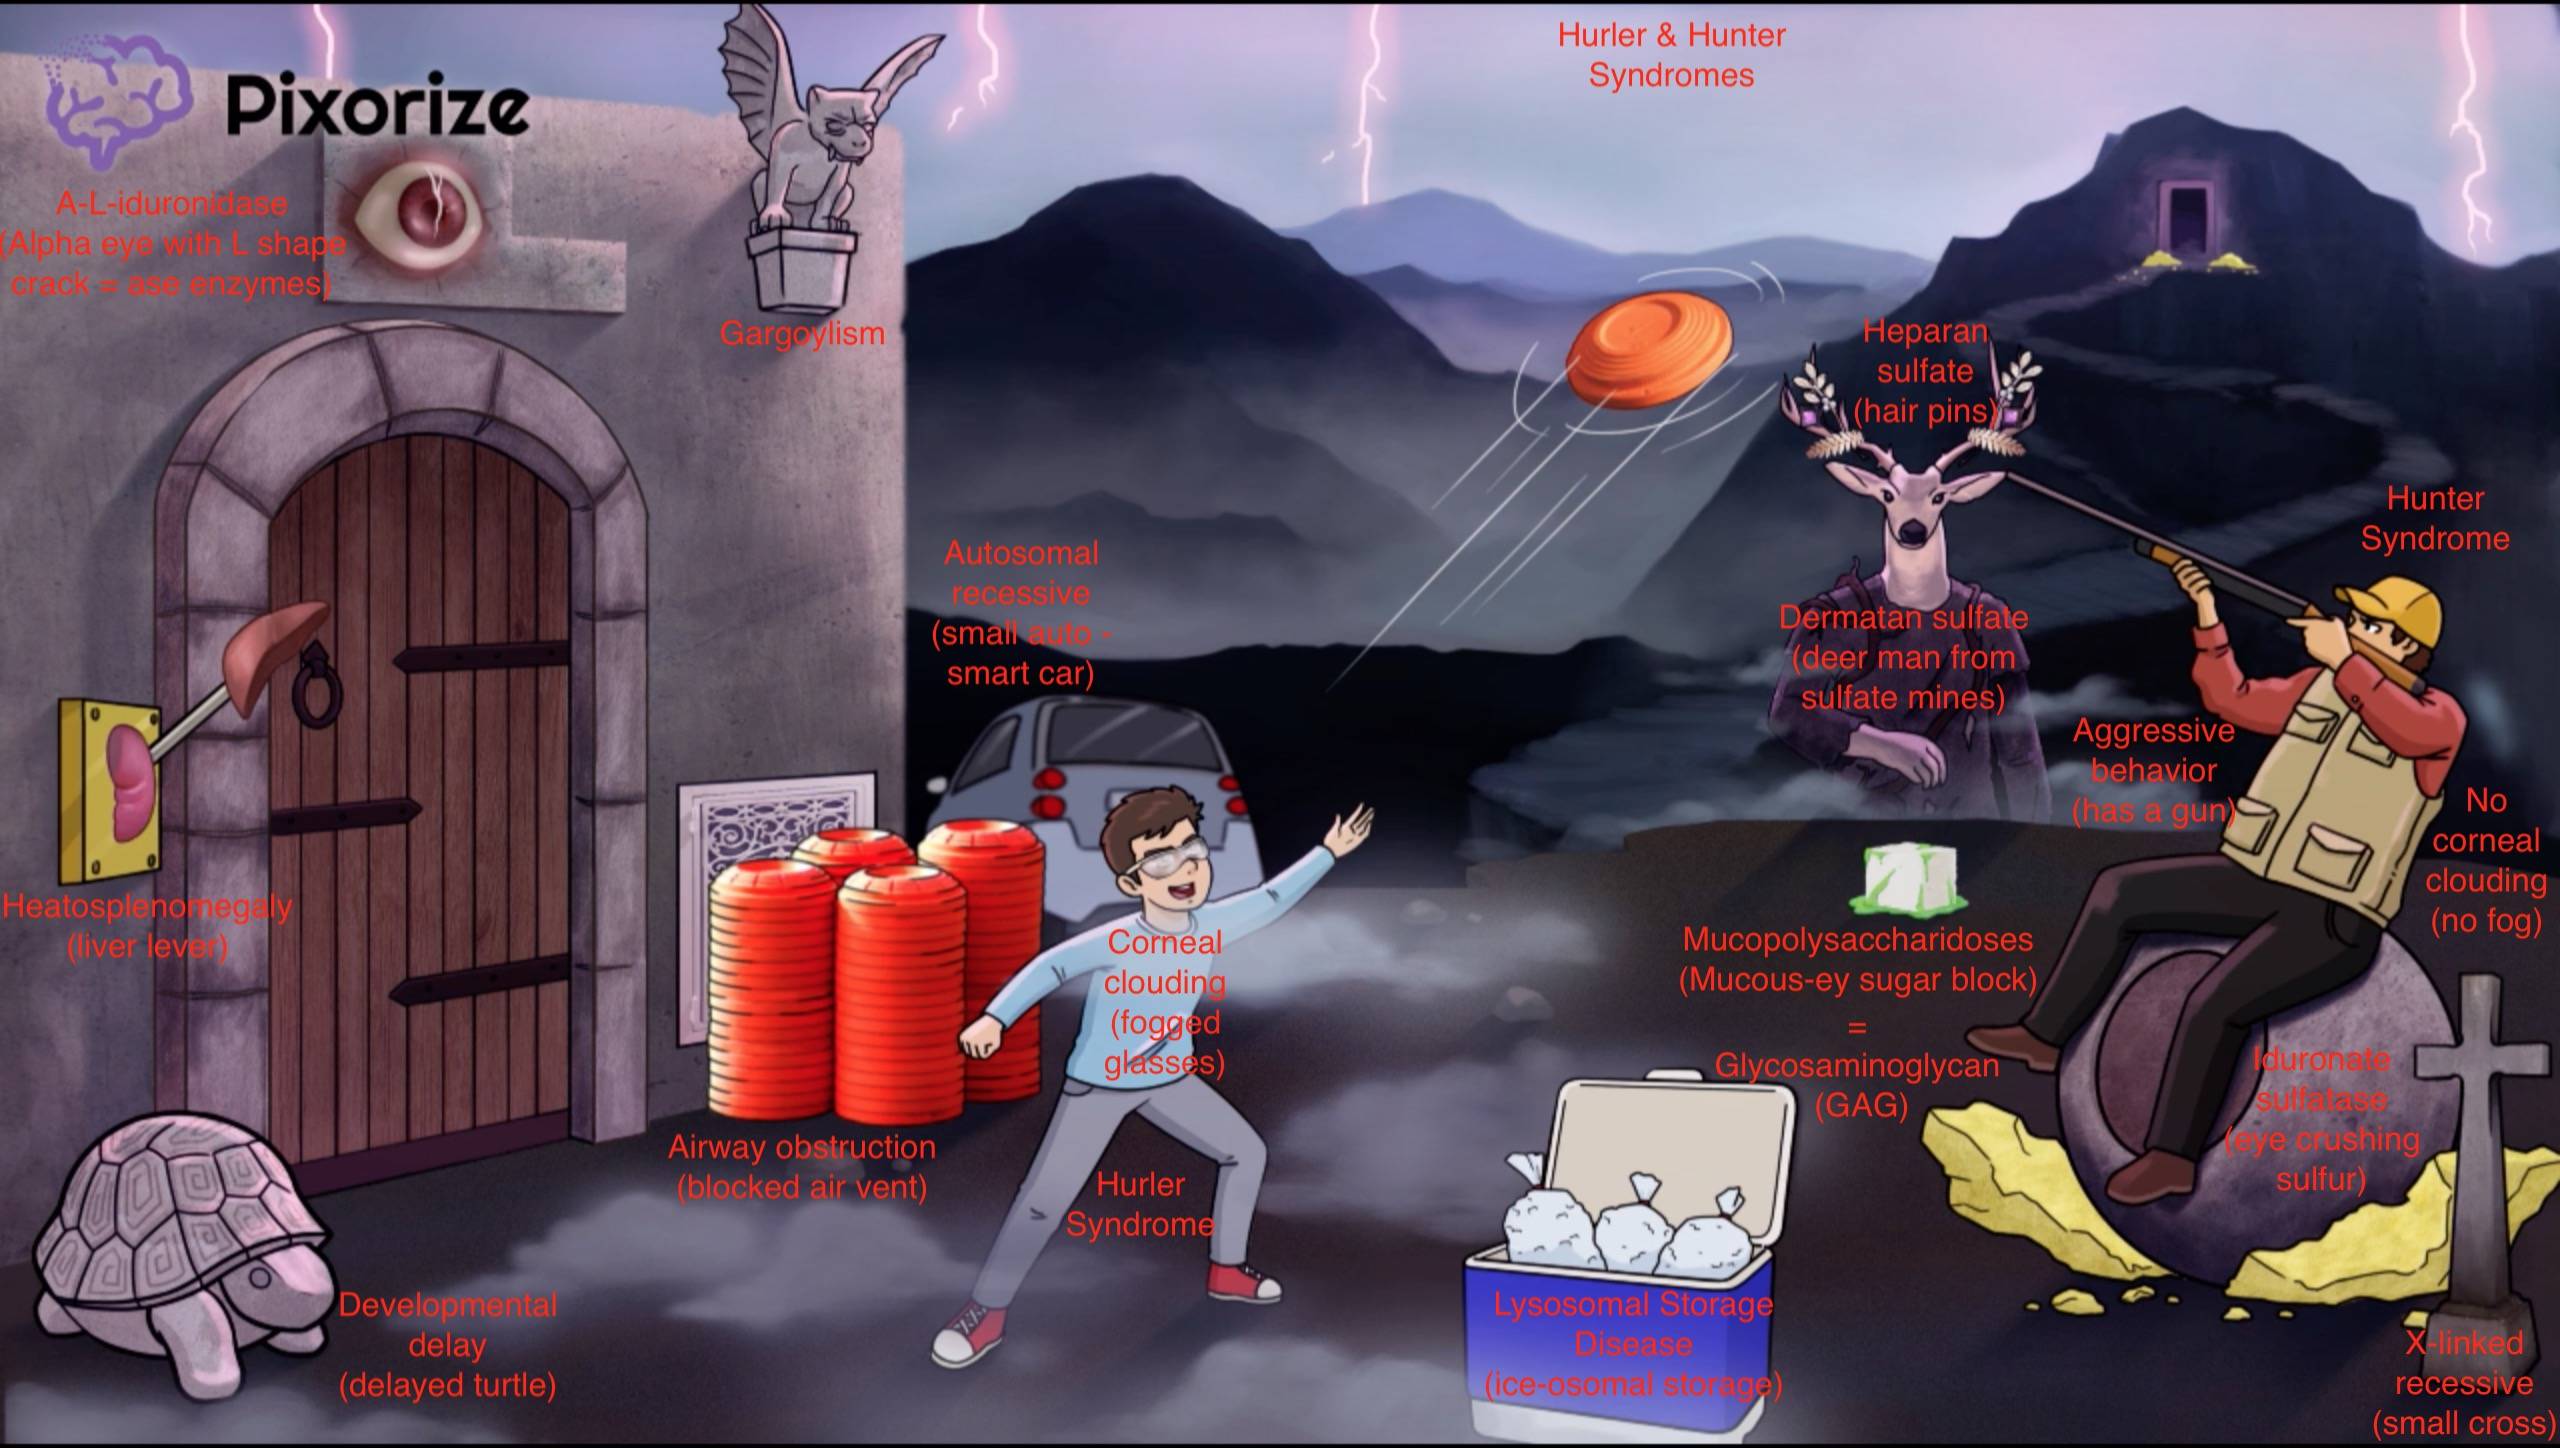 Pixorize
Hurler & Hunter
Syndromes
A-L-iduronidase
(Alpha eye with L shape
crack = ase enzymes)
Gargoylism
Heparan
sulfate
(hair pins)
Hunter
Syndrome
Autosomal
recessive
(small auto -
smart car)
Dermatan sulfate
(deer man from
sulfate mines)
Aggressive
behavior
(has a gun)
No
corneal
clouding
(no fog)
Heatosplenomegaly
(liver lever)
Corneal
clouding
(fogged
glasses)
Mucopolysaccharidoses
(Mucous-ey sugar block)
=
Glycosaminoglycan
(GAG)
Iduronate
sulfatase
(eye crushing
sulfur)
Airway obstruction
(blocked air vent)
Hurler
Syndrome
Developmental
delay
(delayed turtle)
Lysosomal Storage
Disease
(ice-osomal storage)
X-linked
recessive
(small cross)